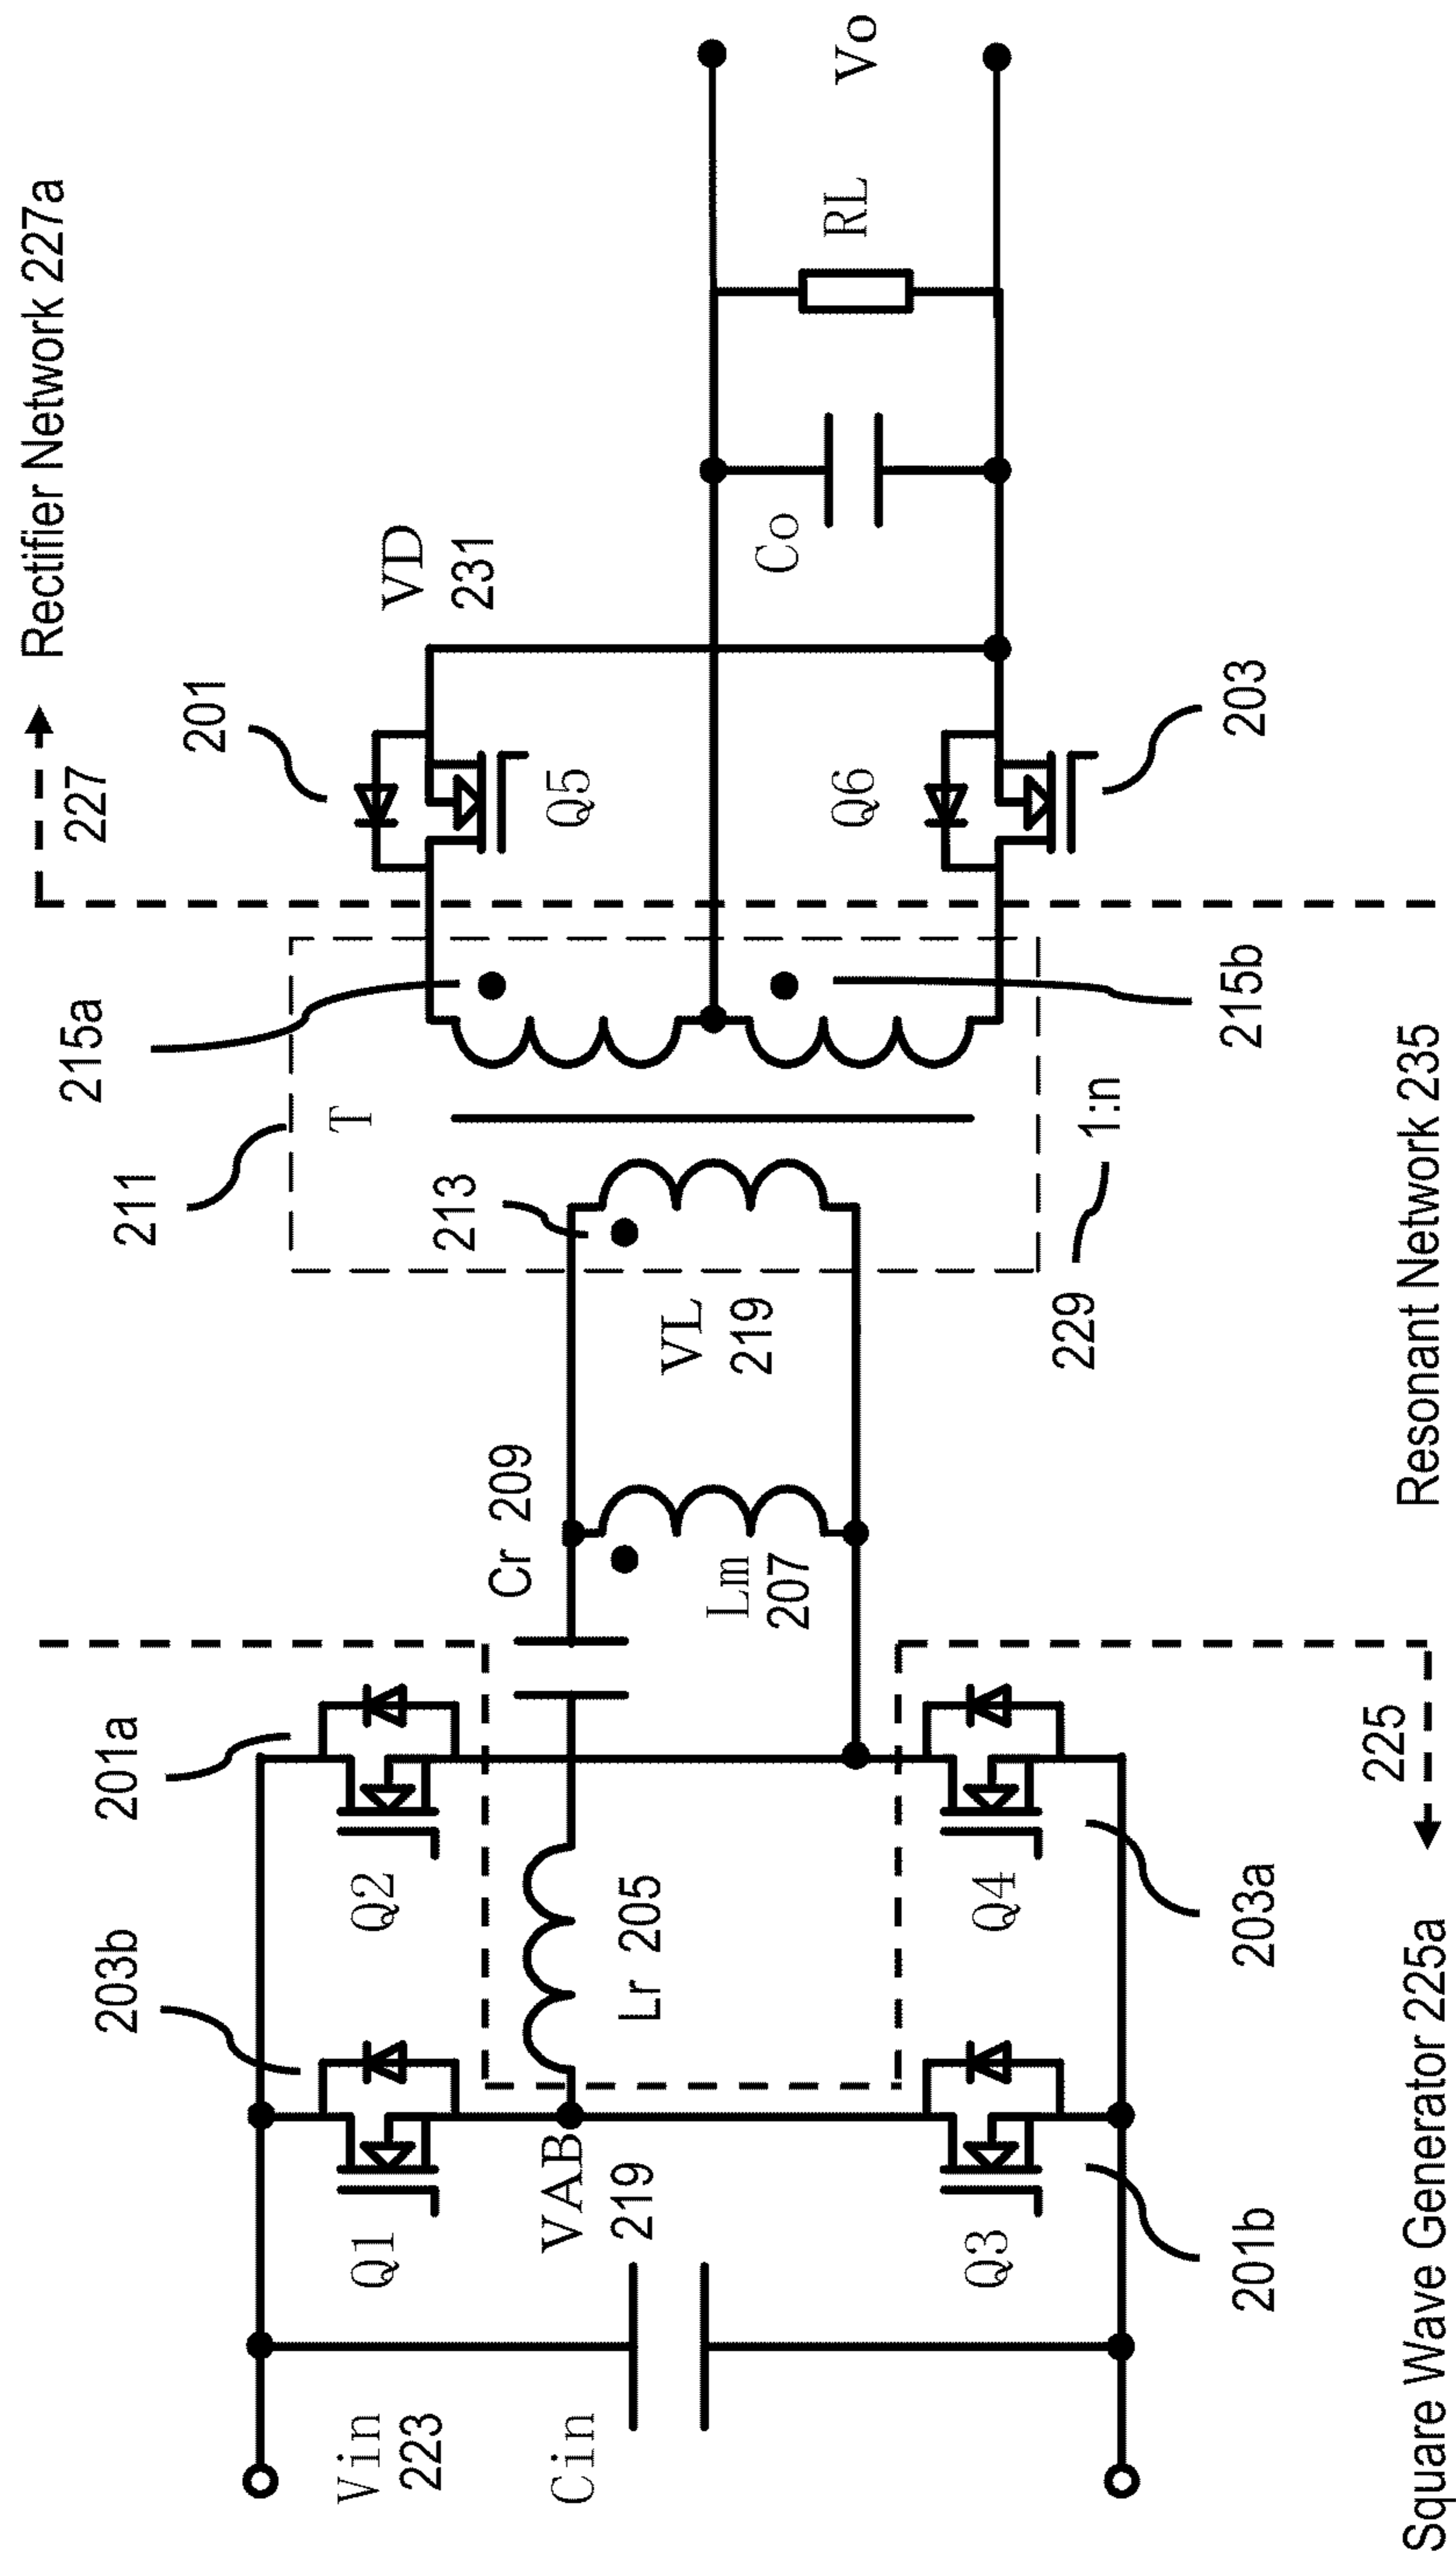 Rectifier Network 227a
227
201
VD
231
215a
211
T
Q5
213
Cr 209
VL
219
Co
RL
Vo
Q6
203
215b
1:n
229
Lm
207
Resonant Network 235
201a
203b
Q2
Q1
Lr 205
VAB
219
Vin
223
Cin
Q4
Q3
203a
201b
225
Square Wave Generator 225a